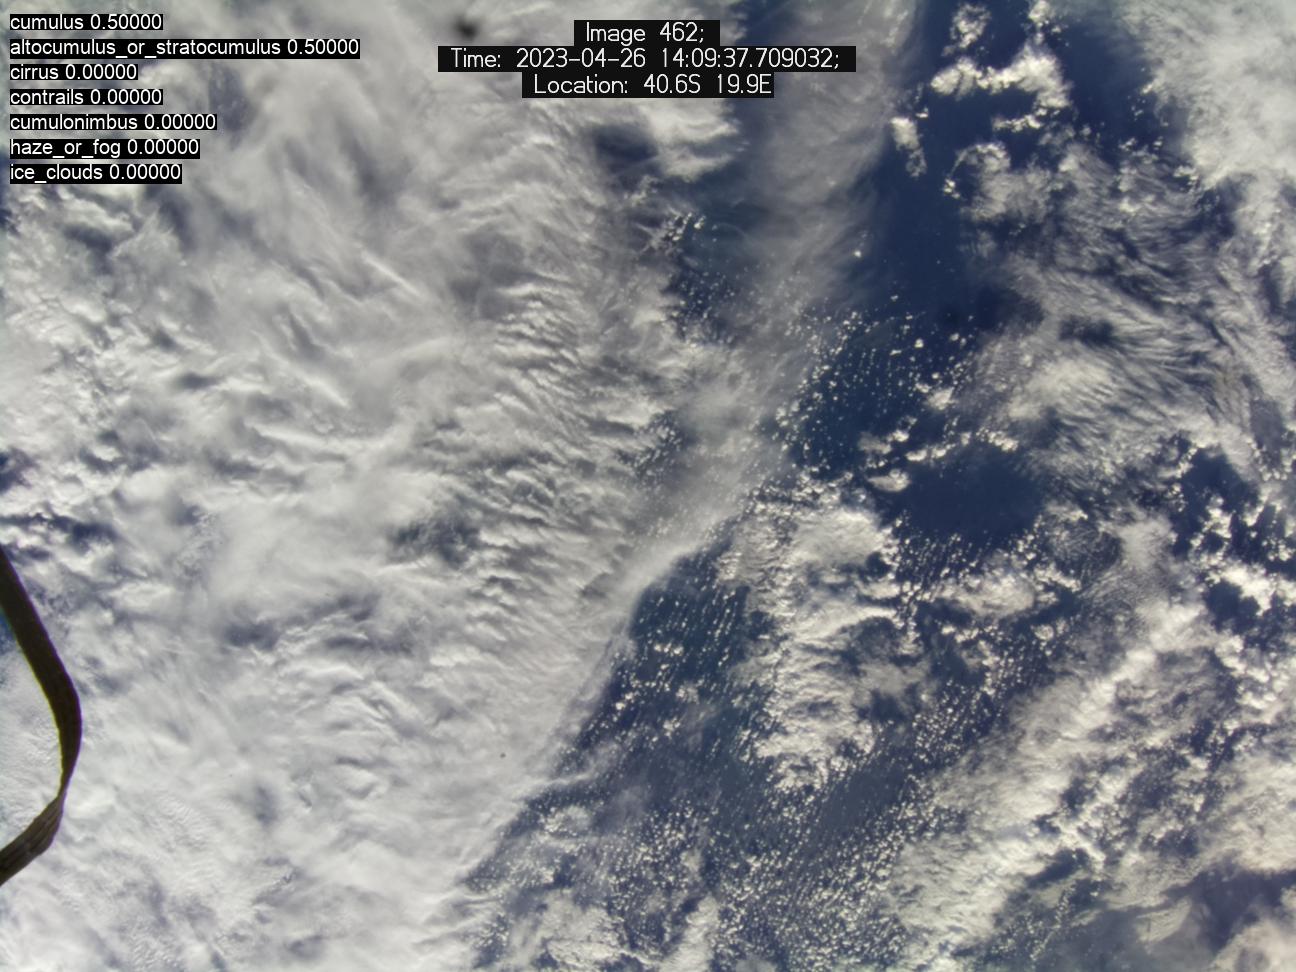 cumulus 0.50000
altocumulus_or_stratocumulus 0.50000
cirrus 0.00000
contrails 0.00000
cumulonimbus 0.00000
haze_or_fog 0.00000
ice_clouds 0.00000
Image 462;
Time: 2023-04-26 14:09:37.709032;
Location: 40.6S 19.9E